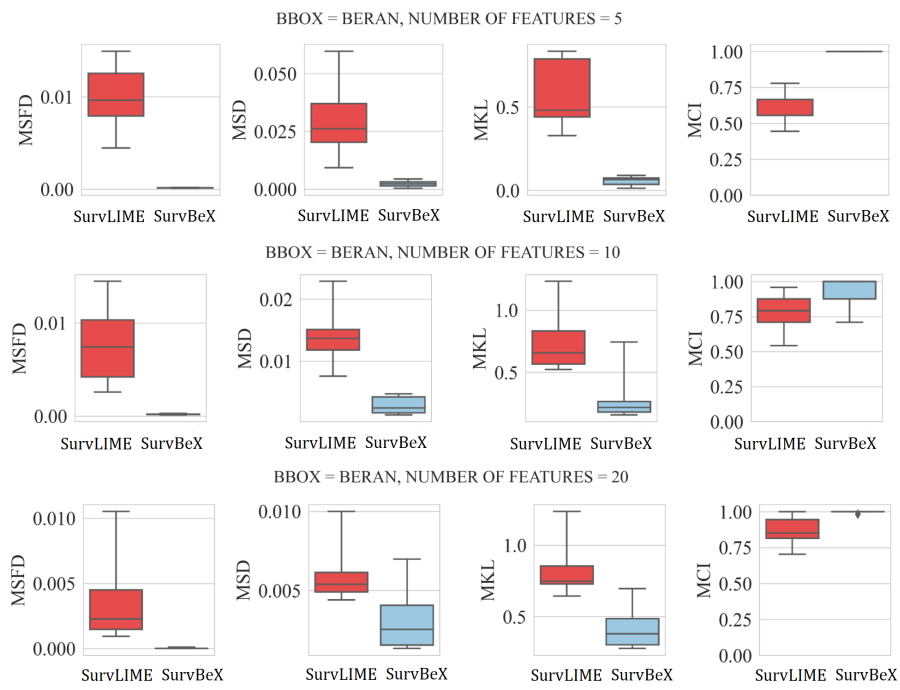 BBOX = BERAN, NUMBER OF FEATURES = 5
MSFD
0.01
0.00
SurvLIME SurvBeX
MSD
0.050
0.025
0.000
SurvLIME SurvBeX
MKL
0.5
0.0
SurvLIME SurvBeX
MCI
1.00
0.75
0.50
0.25
0.00
SurvLIME SurvBeX
BBOX = BERAN, NUMBER OF FEATURES = 10
MSFD
0.01
0.00
SurvLIME SurvBeX
MSD
0.02
0.01
SurvLIME SurvBeX
MKL
1.0
0.5
SurvLIME SurvBeX
MCI
1.00
0.75
0.50
0.25
0.00
SurvLIME SurvBeX
BBOX = BERAN, NUMBER OF FEATURES = 20
MSFD
0.010
0.005
0.000
SurvLIME SurvBeX
MSD
0.010
0.005
SurvLIME SurvBeX
MKL
1.0
0.5
SurvLIME SurvBeX
MCI
1.00
0.75
0.50
0.25
0.00
SurvLIME SurvBeX